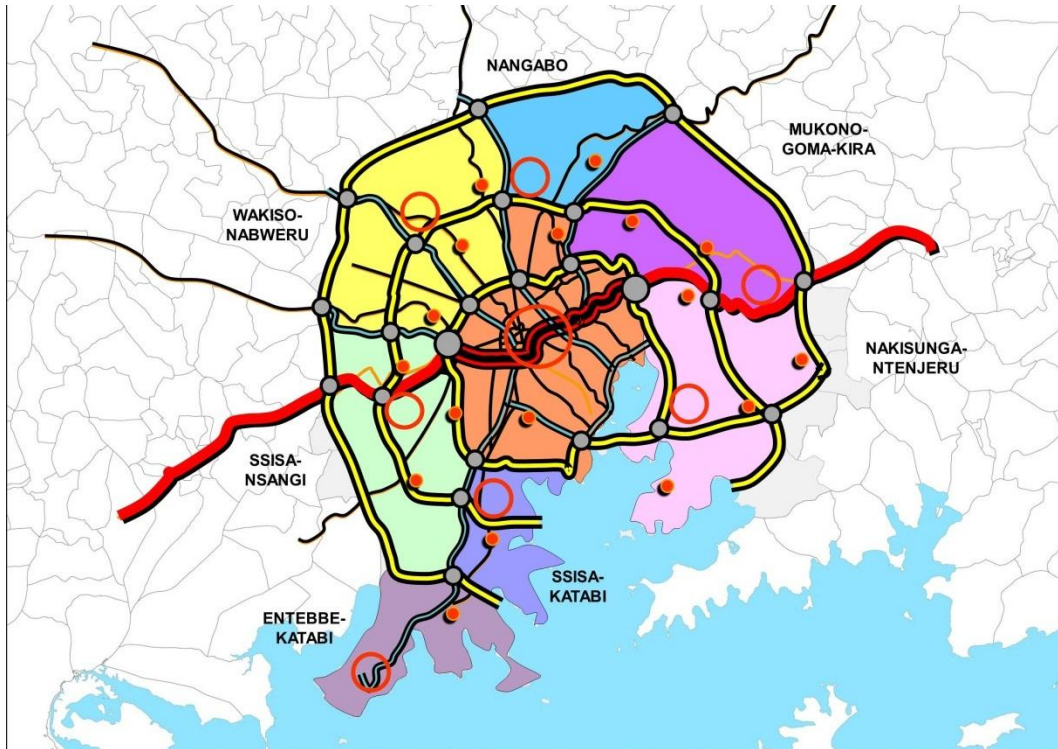 NANGABO
MUKONO-
GOMA-KIRA
WAKISO-
NABWERU
NAKISUNGA-
NTENJERU
SSISA-
NSANGI
SSISA-
KATABI
ENTEBBE-
KATABI